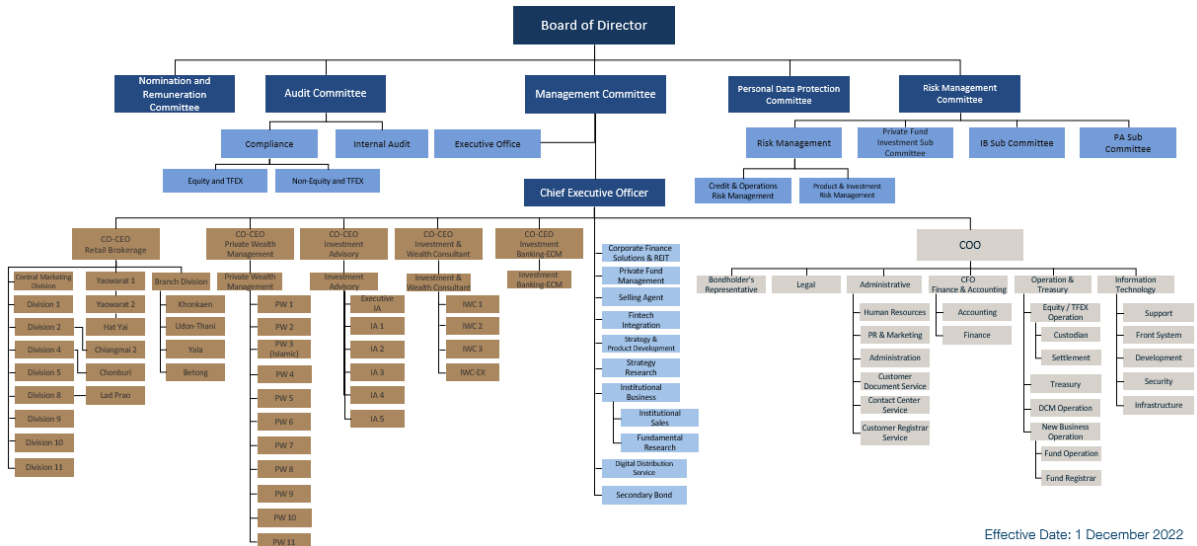 Board of Director
Nomination and
Remuneration
Committee
Audit Committee
Management Committee
Personal Data Protection
Committee
Risk Management
Committee
Compliance
Internal Audit
Executive Office
Risk Management
Private Fund
Investment Sub
Committee
IB Sub Committee
PA Sub
Committee
Equity and TFEX
Non-Equity and TFEX
Credit & Operations
Risk Management
Product & Investment
Risk Management
Chief Executive Officer
CO-CEO
Retail Brokerage
CO-CEO
Private Wealth
Management
CO-CEO
Investment
Advisory
CO-CEO
Investment &
Wealth Consultant
CO-CEO
Investment
Banking-ECM
COO
Central Marketing
Division
Division 1
Division 2
Division 4
Division 5
Division 8
Division 9
Division 10
Division 11
Yaowarat 1
Yaowarat 2
Hat Yai
Chiangmai 2
Chonburi
Lad Prao
Branch Division
Khonkaen
Udon-Thani
Yala
Betong
Private Wealth
Management
PW 1
PW 2
PW 3
(Islamic)
PW 4
PW 5
PW 6
PW 7
PW 8
PW 9
PW 10
PW 11
Investment
Advisory
Executive
IA
IA 1
IA 2
IA 3
IA 4
IA 5
Investment &
Wealth Consultant
IWC 1
IWC 2
IWC 3
IWC-EX
Investment
Banking-ECM
Corporate Finance
Solutions & REIT
Private Fund
Management
Selling Agent
Fintech
Integration
Strategy &
Product Development
Strategy
Research
Institutional
Business
Institutional
Sales
Fundamental
Research
Digital Distribution
Service
Secondary Bond
Bondholder's
Representative
Legal
Administrative
Human Resources
PR & Marketing
Administration
Customer
Document Service
Contact Center
Service
Customer Registrar
Service
CFO
Finance & Accounting
Accounting
Finance
Operation &
Treasury
Equity / TFEX
Operation
Custodian
Settlement
Treasury
DCM Operation
New Business
Operation
Fund Operation
Fund Registrar
Information
Technology
Support
Front System
Development
Security
Infrastructure
Effective Date: 1 December 2022